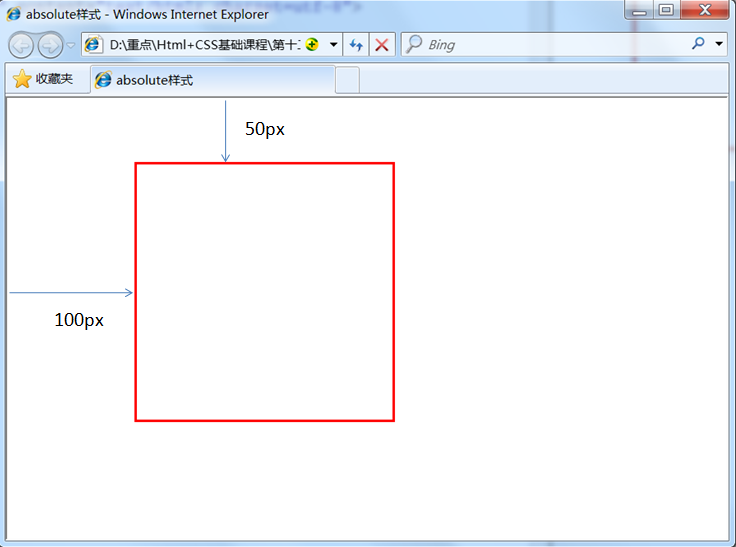 absolute样式 - Windows Internet Explorer
D:\重点\Html+CSS基础课程\第十
Bing
收藏夹
absolute样式
50px
100px